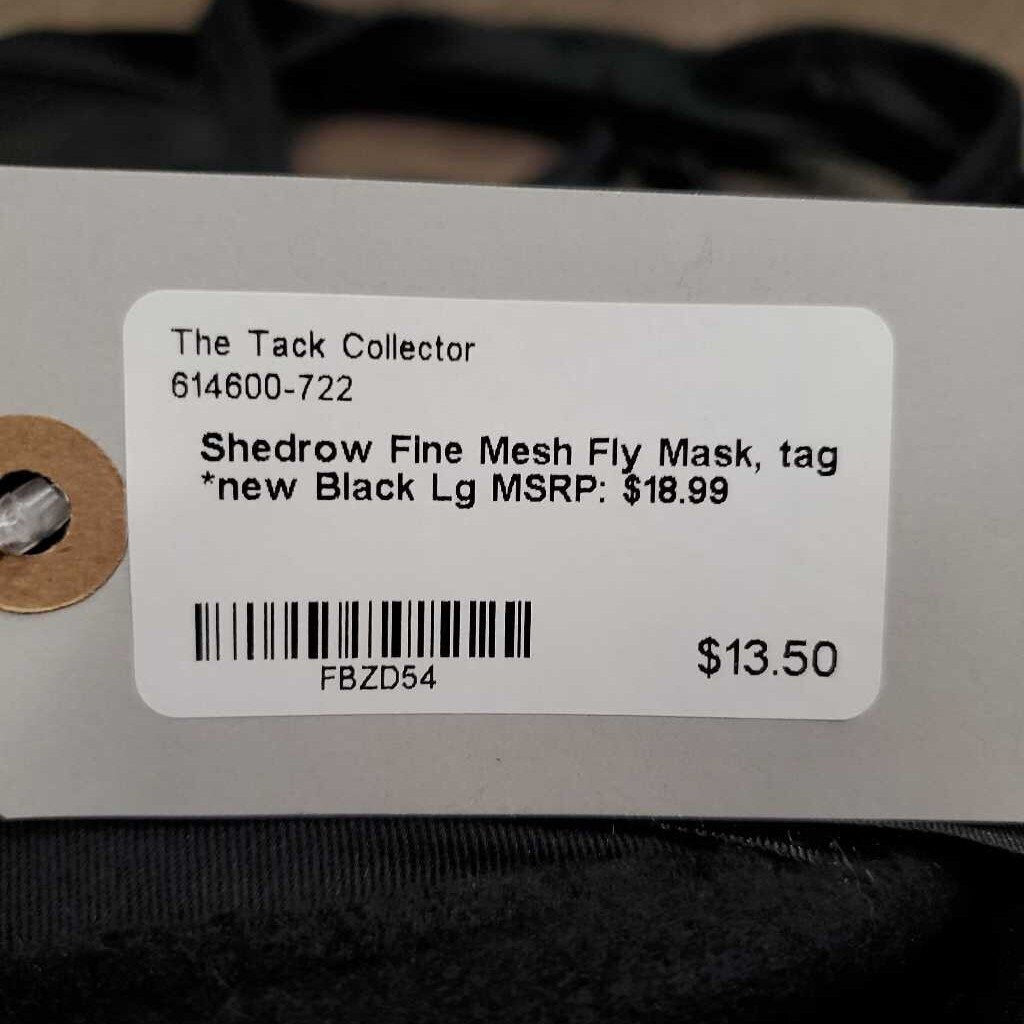 The Tack Collector
614600-722
Shedrow Fine Mesh Fly Mask, tag
*new Black Lg MSRP: $18.99
FBZD54
$13.50